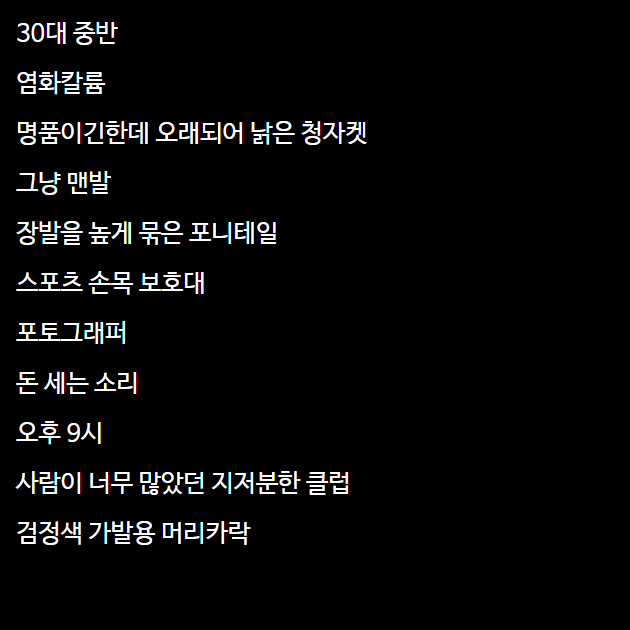 30대 중반
염화칼륨
명품이긴한데 오래되어 낡은 청자켓
그냥 맨발
장발을 높게 묶은 포니테일
스포츠 손목 보호대
포토그래퍼
돈 세는 소리
오후 9시
사람이 너무 많았던 지저분한 클럽
검정색 가발용 머리카락